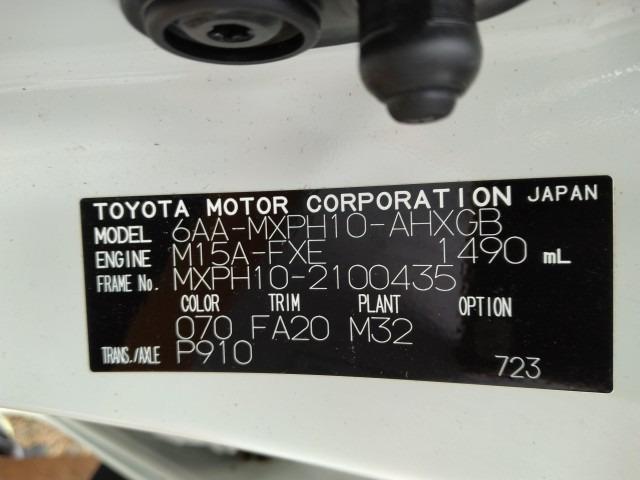 TOYOTA MOTOR CORPORATION JAPAN
MODEL 6AA-MXPH10-AHXGB
ENGINE M15A-FXE 1490 mL
FRAME No. MXPH10-2100435
COLOR TRIM PLANT OPTION
070 FA20 M32
TRANS./AXLE P910 723